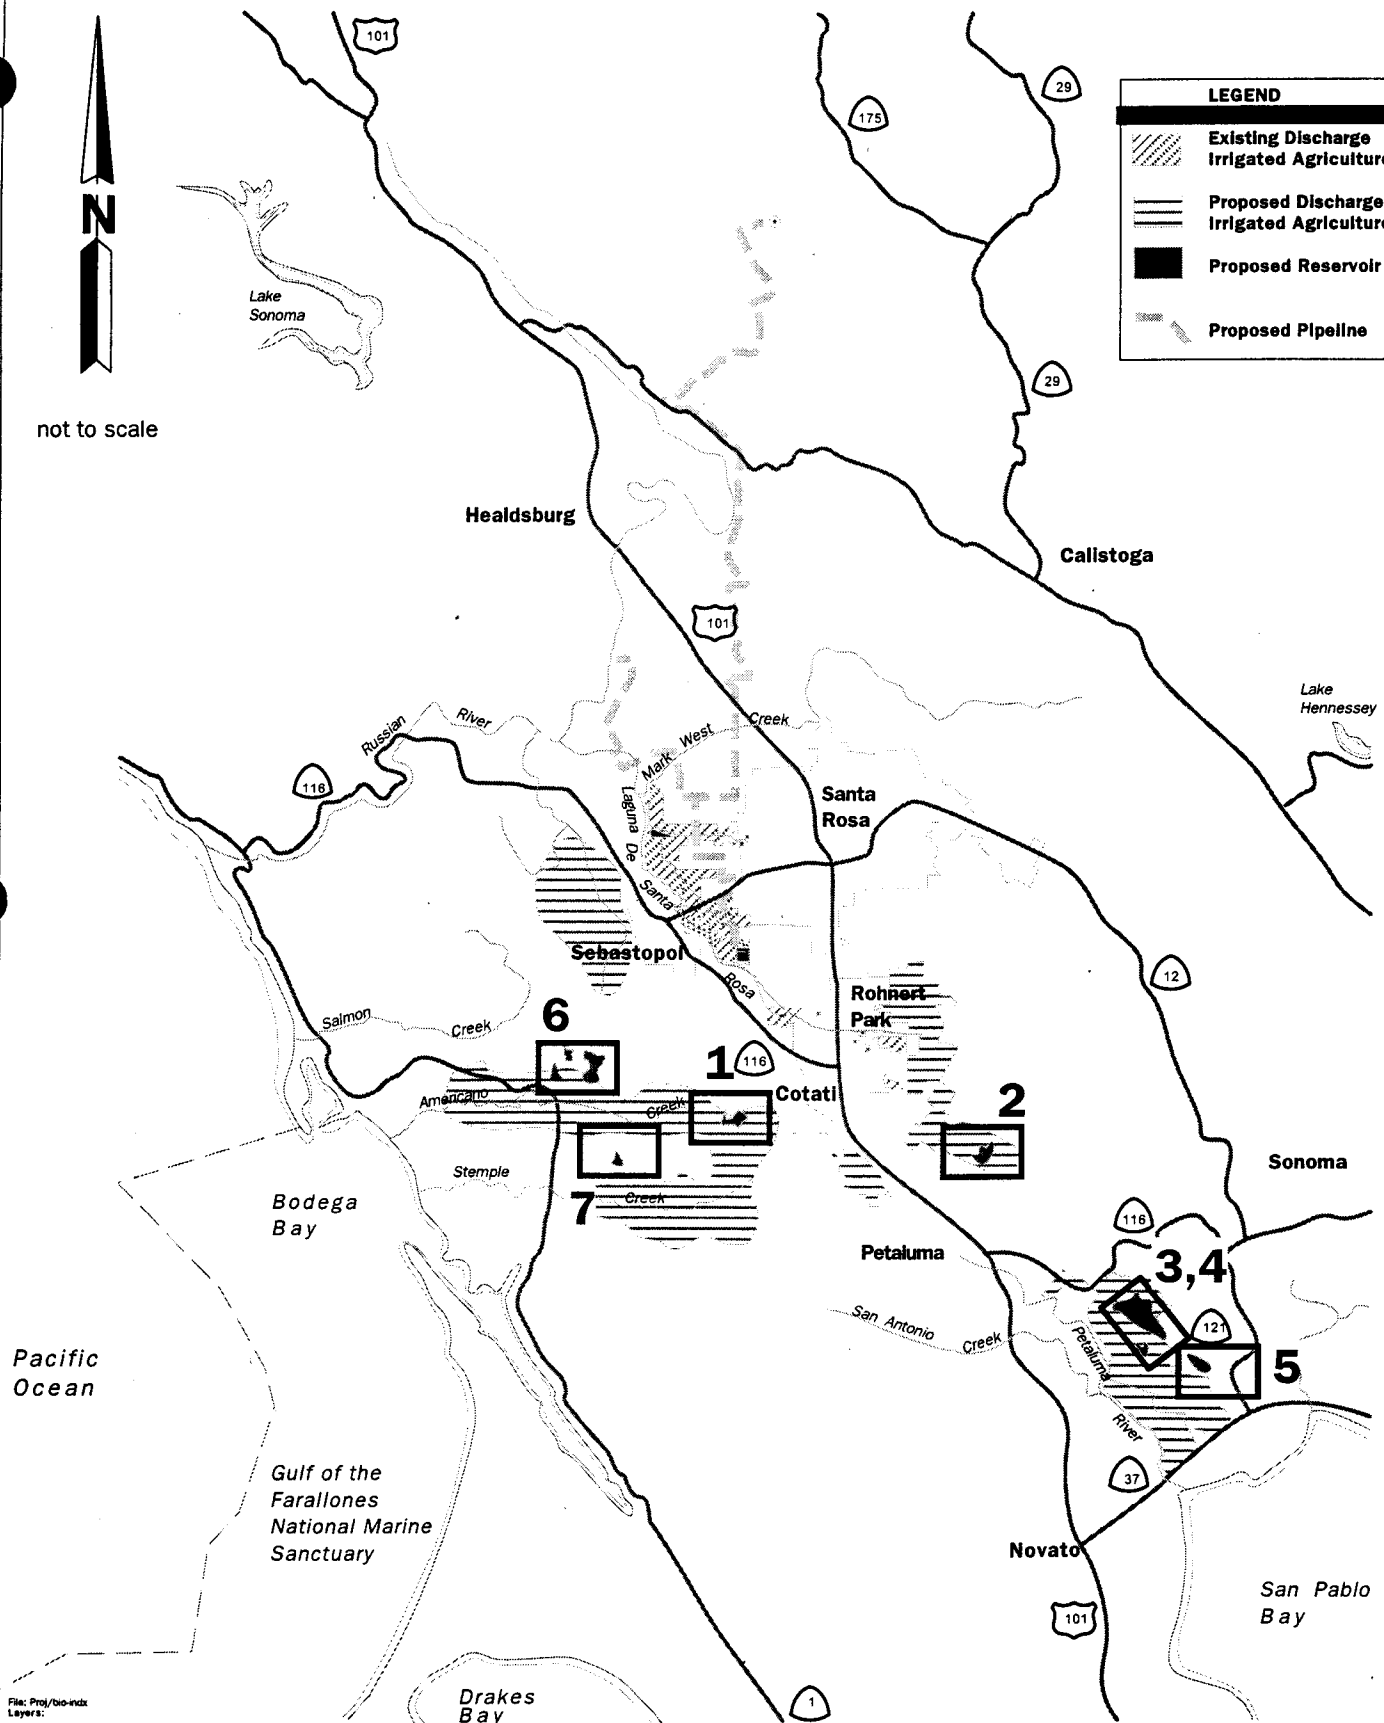 101
29
175
LEGEND
Existing Discharge
Irrigated Agriculture
Proposed Discharge
Irrigated Agriculture
Proposed Reservoir
Proposed Pipeline
N
Lake
Sonoma
not to scale
29
Healdsburg
Calistoga
101
Lake
Hennessey
Russian River
Mark West Creek
116
Laguna De Santa Rosa
Santa
Rosa
Sebastopol
12
Rohnert
Park
Salmon Creek
6
1
116
Cotati
2
Americano Creek
Stemple Creek
7
Sonoma
Bodega
Bay
116
Petaluma
3,4
San Antonio Creek
121
Petaluma River
5
Pacific
Ocean
Gulf of the
Farallones
National Marine
Sanctuary
37
Novato
San Pablo
Bay
101
Drakes
Bay
1
File: Proj/bio-indx
Layers: